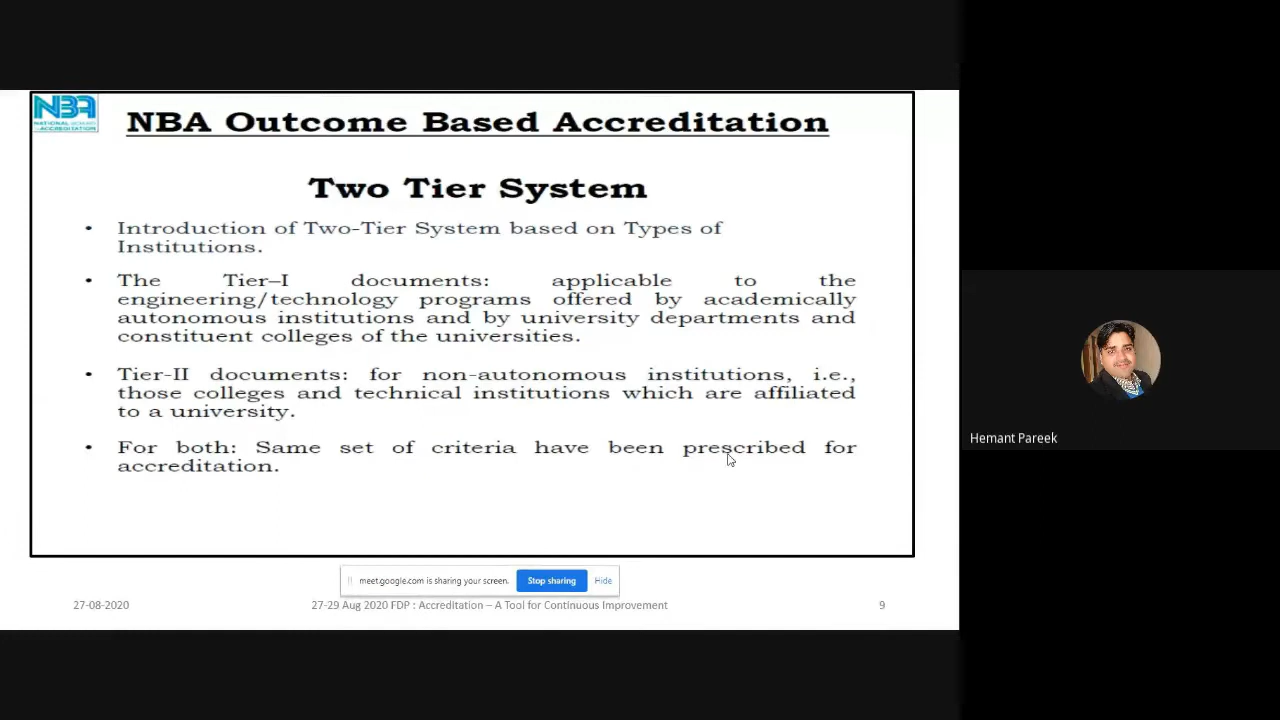 NBA
NATIONAL BOARD
of ACCREDITATION
NBA Outcome Based Accreditation
Two Tier System
• Introduction of Two-Tier System based on Types of
Institutions.
• The Tier–I documents: applicable to the
engineering/technology programs offered by academically
autonomous institutions and by university departments and
constituent colleges of the universities.
• Tier-II documents: for non-autonomous institutions, i.e.,
those colleges and technical institutions which are affiliated
to a university.
• For both: Same set of criteria have been prescribed for
accreditation.
meet.google.com is sharing your screen. Stop sharing Hide
27-08-2020 27-29 Aug 2020 FDP : Accreditation – A Tool for Continuous Improvement 9
Hemant Pareek